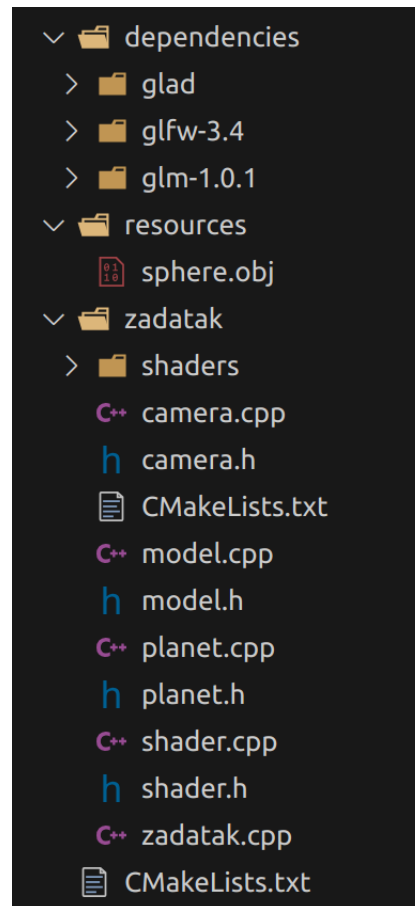 dependencies
glad
glfw-3.4
glm-1.0.1
resources
sphere.obj
zadatak
shaders
C++ camera.cpp
h camera.h
CMakeLists.txt
C++ model.cpp
h model.h
C++ planet.cpp
h planet.h
C++ shader.cpp
h shader.h
C++ zadatak.cpp
CMakeLists.txt